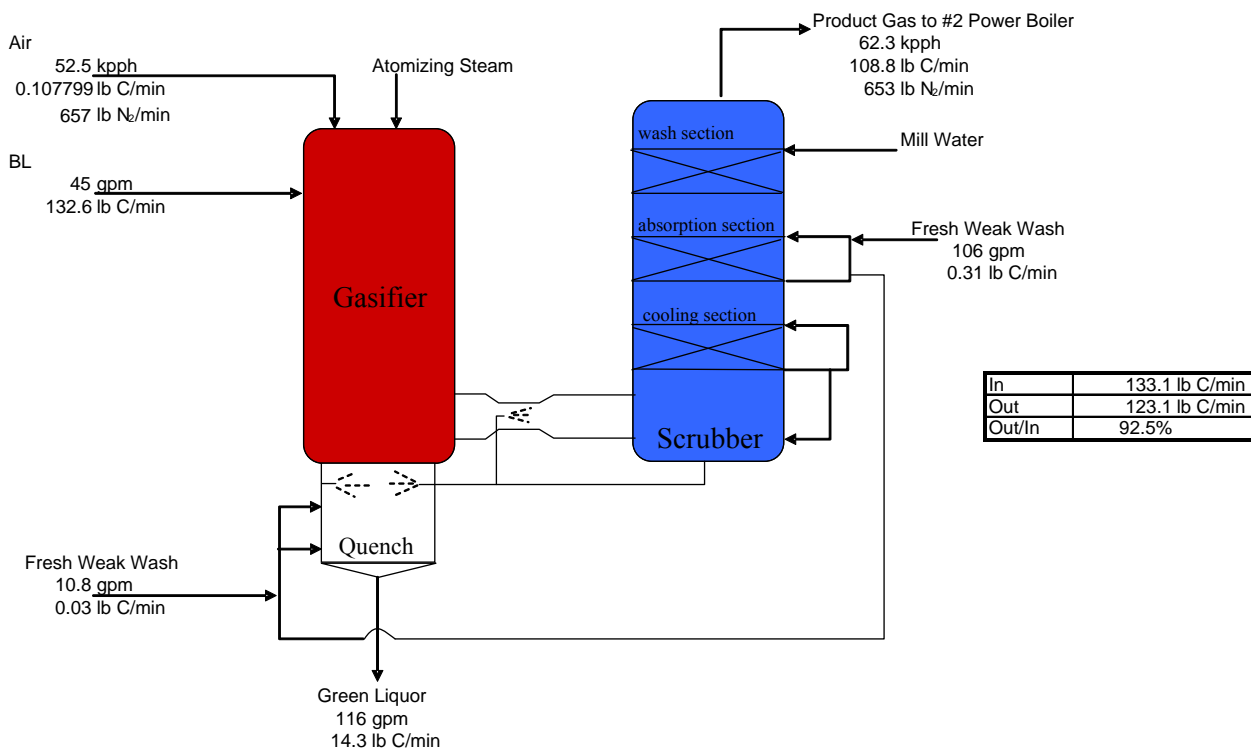 Product Gas to #2 Power Boiler
62.3 kpph
108.8 lb C/min
653 lb N₂/min
Air
52.5 kpph
0.107799 lb C/min
657 lb N₂/min
Atomizing Steam
BL
45 gpm
132.6 lb C/min
Gasifier
wash section
Mill Water
absorption section
Fresh Weak Wash
106 gpm
0.31 lb C/min
cooling section
Scrubber
In 133.1 lb C/min
Out 123.1 lb C/min
Out/In 92.5%
Quench
Fresh Weak Wash
10.8 gpm
0.03 lb C/min
Green Liquor
116 gpm
14.3 lb C/min